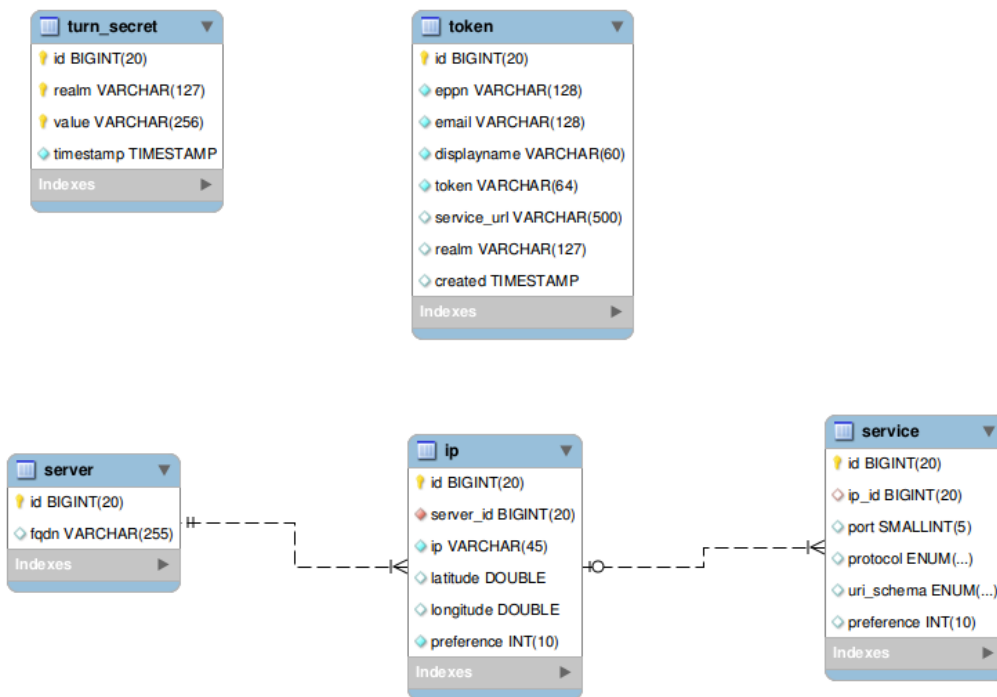 turn_secret
id BIGINT(20)
realm VARCHAR(127)
value VARCHAR(256)
timestamp TIMESTAMP
Indexes
token
id BIGINT(20)
eppn VARCHAR(128)
email VARCHAR(128)
displayname VARCHAR(60)
token VARCHAR(64)
service_url VARCHAR(500)
realm VARCHAR(127)
created TIMESTAMP
Indexes
server
id BIGINT(20)
fqdn VARCHAR(255)
Indexes
ip
id BIGINT(20)
server_id BIGINT(20)
ip VARCHAR(45)
latitude DOUBLE
longitude DOUBLE
preference INT(10)
Indexes
service
id BIGINT(20)
ip_id BIGINT(20)
port SMALLINT(5)
protocol ENUM(...)
uri_schema ENUM(...)
preference INT(10)
Indexes